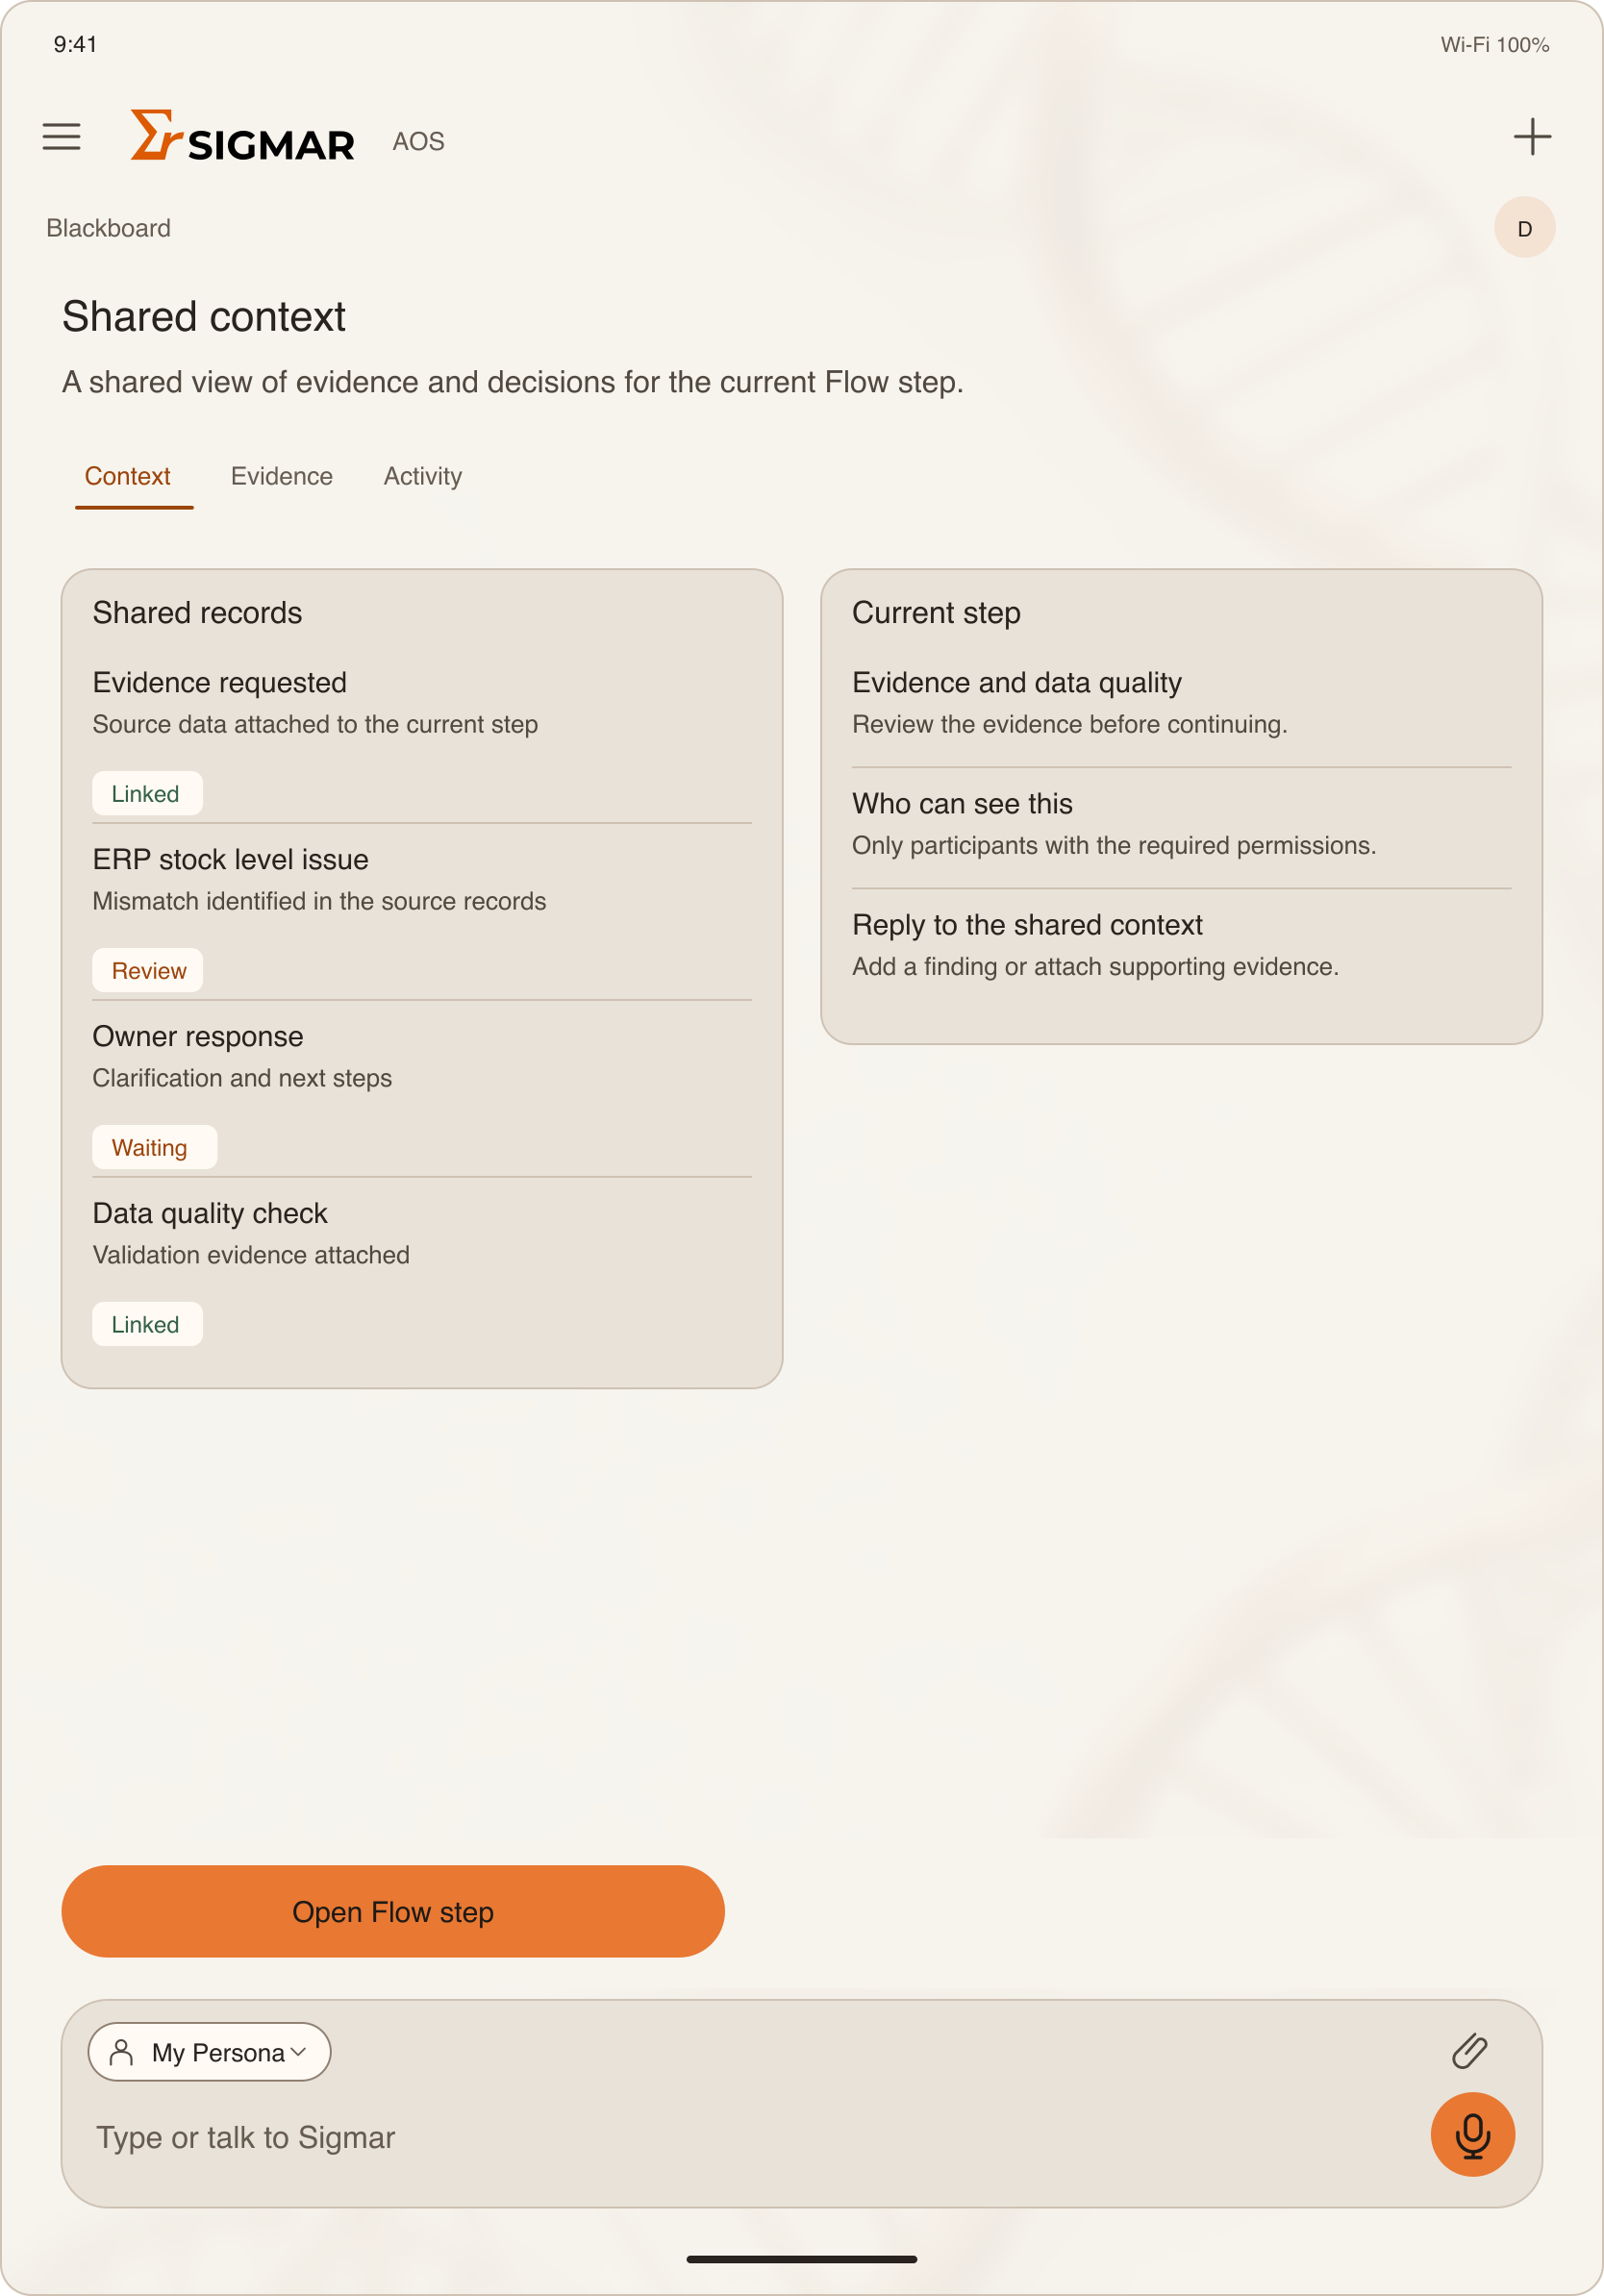 9:41
Wi-Fi 100%
Σr SIGMAR AOS
Blackboard
D
Shared context
A shared view of evidence and decisions for the current Flow step.
Context
Evidence
Activity
Shared records
Evidence requested
Source data attached to the current step
Linked
ERP stock level issue
Mismatch identified in the source records
Review
Owner response
Clarification and next steps
Waiting
Data quality check
Validation evidence attached
Linked
Current step
Evidence and data quality
Review the evidence before continuing.
Who can see this
Only participants with the required permissions.
Reply to the shared context
Add a finding or attach supporting evidence.
Open Flow step
My Persona
Type or talk to Sigmar